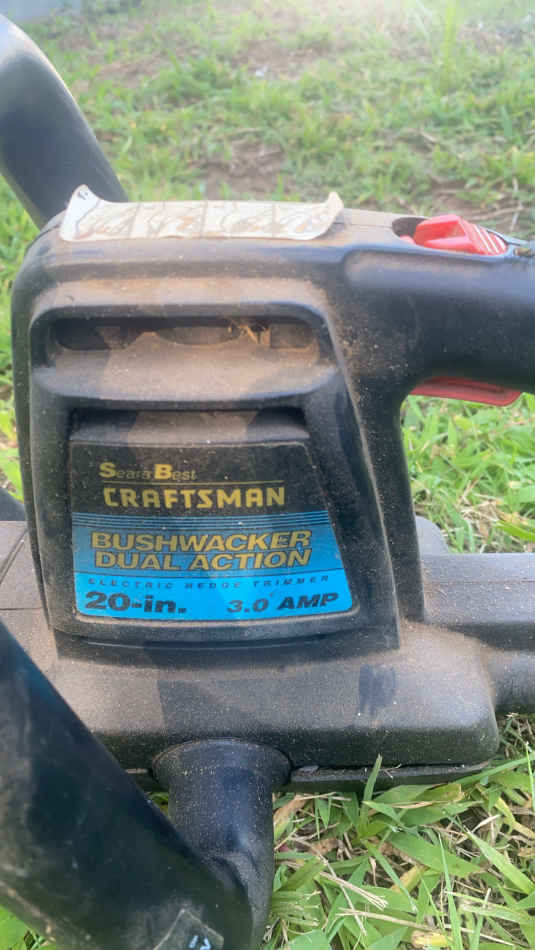 Sears Best
CRAFTSMAN
BUSHWACKER
DUAL ACTION
ELECTRIC HEDGE TRIMMER
20-in. 3.0 AMP